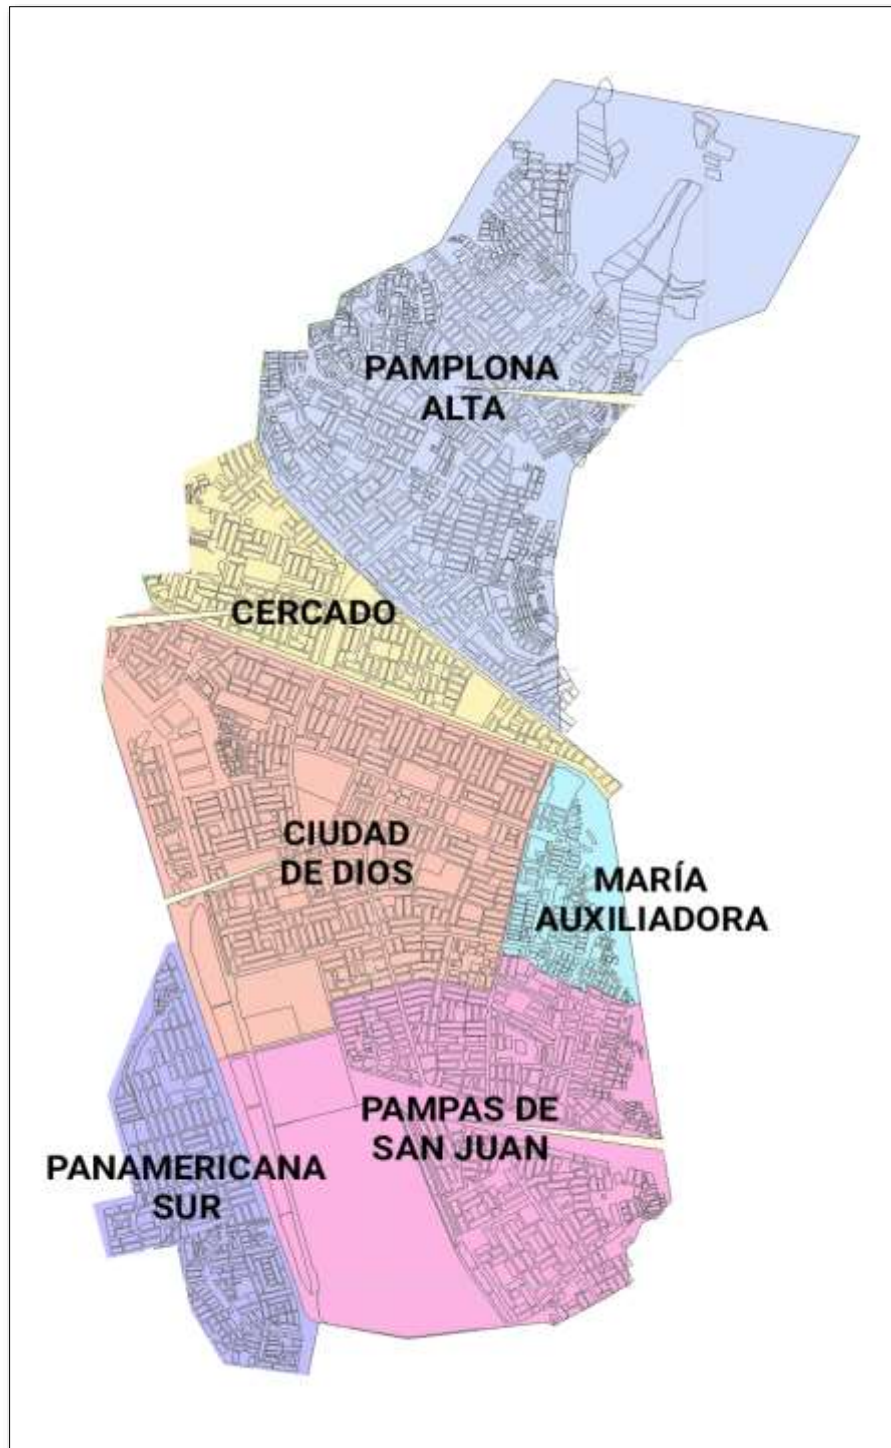 PAMPLONA
ALTA
CERCADO
CIUDAD
DE DIOS
MARÍA
AUXILIADORA
PAMPAS DE
SAN JUAN
PANAMERICANA
SUR